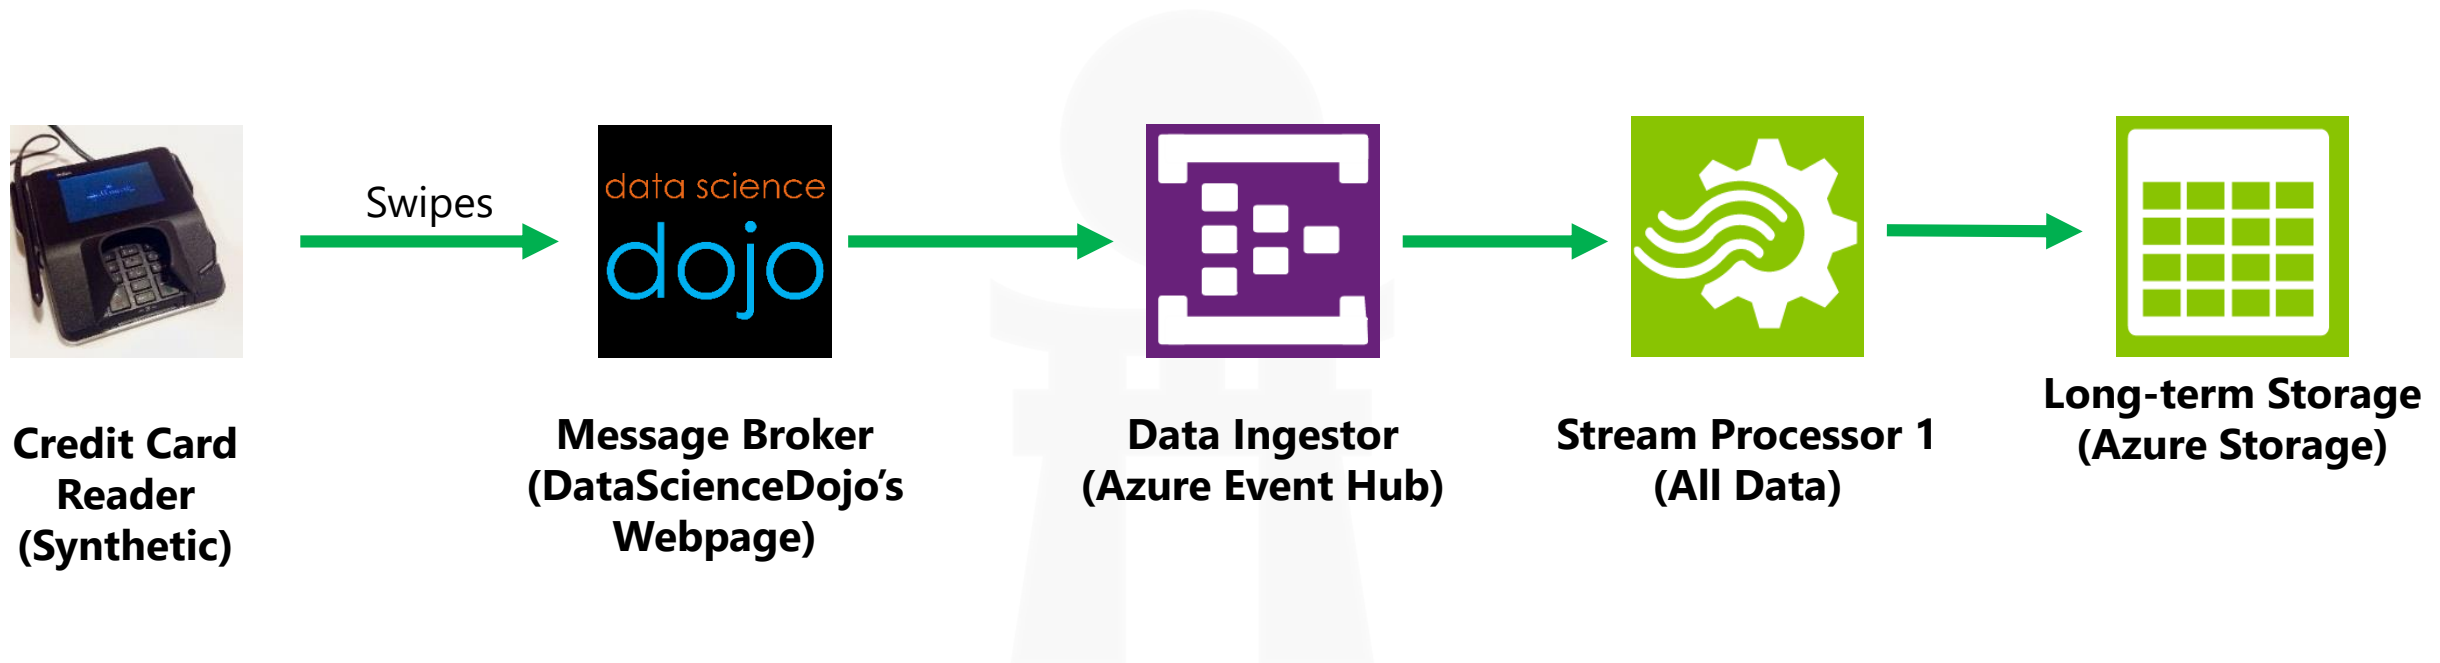 Swipes
data science
dojo
Credit Card
Reader
(Synthetic)
Message Broker
(DataScienceDojo’s
Webpage)
Data Ingestor
(Azure Event Hub)
Stream Processor 1
(All Data)
Long-term Storage
(Azure Storage)